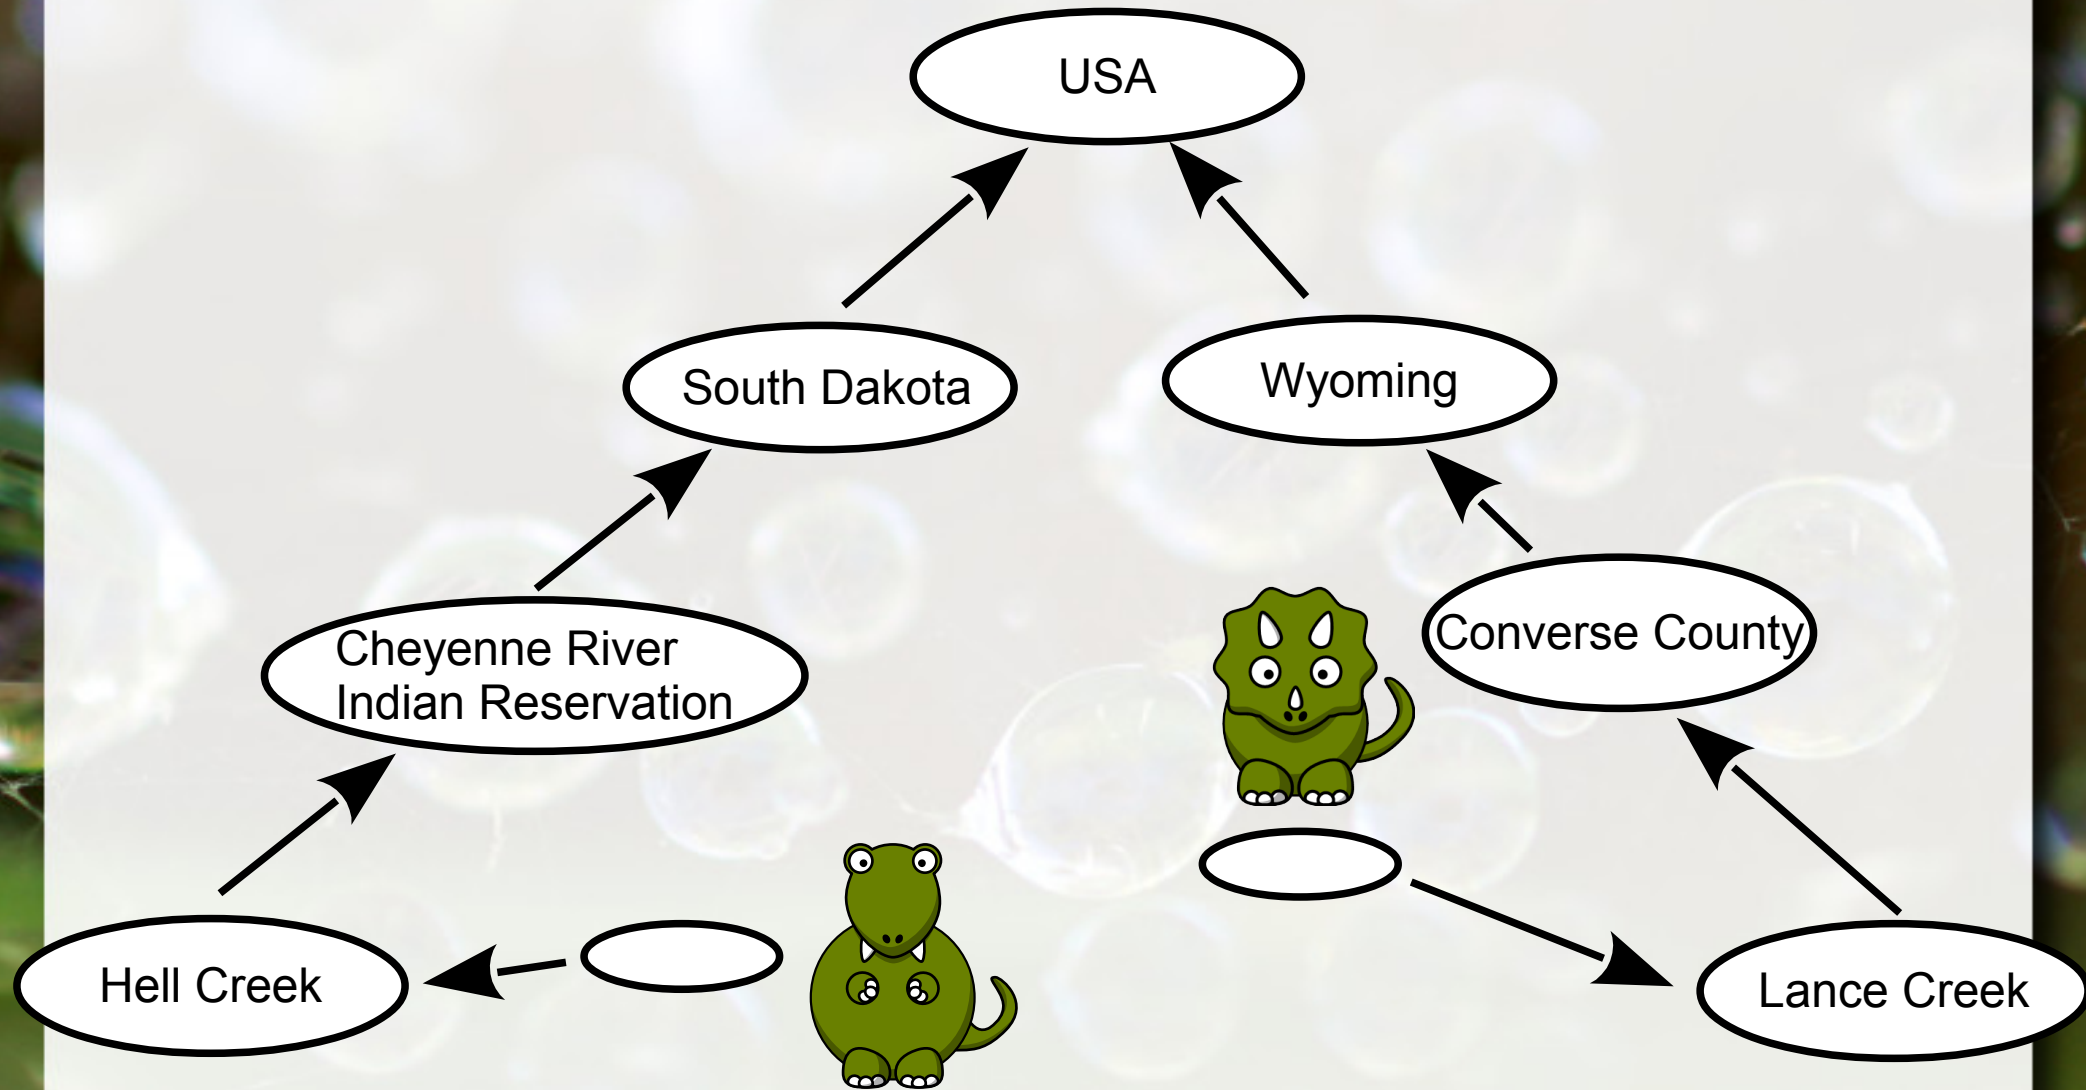 USA
South Dakota
Wyoming
Converse County
Cheyenne River
Indian Reservation
Hell Creek
Lance Creek